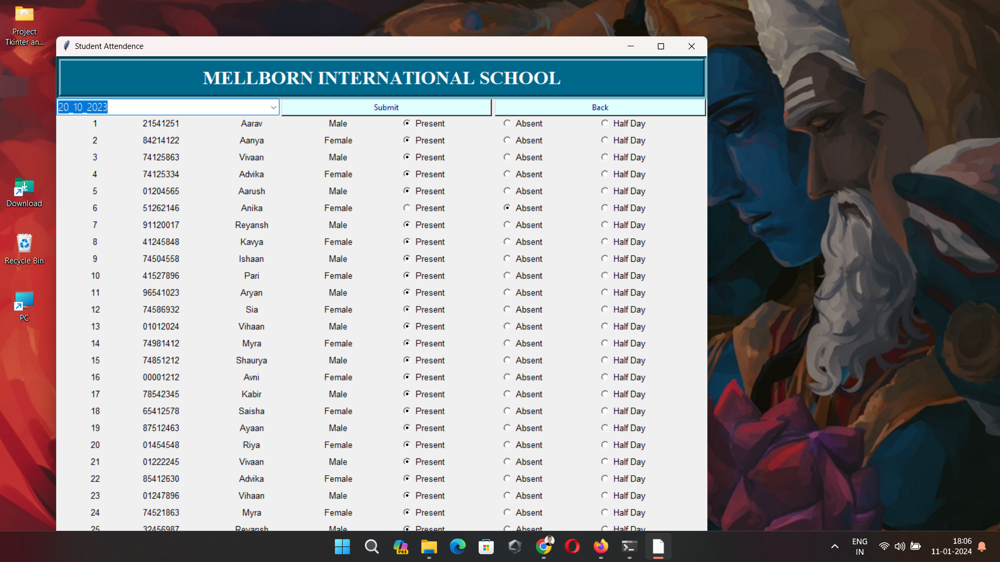 Project
Tkinter an...
Student Attendence
MELLBORN INTERNATIONAL SCHOOL
20_10_2023 Submit Back
1 21541251 Aarav Male Present Absent Half Day
2 84214122 Aanya Female Present Absent Half Day
3 74125863 Vivaan Male Present Absent Half Day
4 74125334 Advika Female Present Absent Half Day
5 01204565 Aarush Male Present Absent Half Day
6 51262146 Anika Female Present Absent Half Day
7 91120017 Reyansh Male Present Absent Half Day
8 41245848 Kavya Female Present Absent Half Day
9 74504558 Ishaan Male Present Absent Half Day
10 41527896 Pari Female Present Absent Half Day
11 96541023 Aryan Male Present Absent Half Day
12 74586932 Sia Female Present Absent Half Day
13 01012024 Vihaan Male Present Absent Half Day
14 74981412 Myra Female Present Absent Half Day
15 74851212 Shaurya Male Present Absent Half Day
16 00001212 Avni Female Present Absent Half Day
17 78542345 Kabir Male Present Absent Half Day
18 65412578 Saisha Female Present Absent Half Day
19 87512463 Ayaan Male Present Absent Half Day
20 01454548 Riya Female Present Absent Half Day
21 01222245 Vivaan Male Present Absent Half Day
22 85412630 Advika Female Present Absent Half Day
23 01247896 Vihaan Male Present Absent Half Day
24 74521863 Myra Female Present Absent Half Day
25 32456987 Reyansh Male Present Absent Half Day
Download
Recycle Bin
PC
PRE
ENG
IN
18:06
11-01-2024